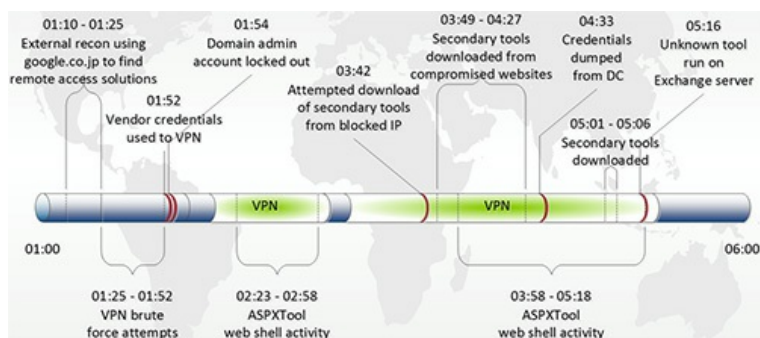 01:10 - 01:25
External recon using
google.co.jp to find
remote access solutions
01:52
Vendor credentials
used to VPN
01:54
Domain admin
account locked out
03:42
Attempted download
of secondary tools
from blocked IP
03:49 - 04:27
Secondary tools
downloaded from
compromised websites
04:33
Credentials
dumped
from DC
05:01 - 05:06
Secondary tools
downloaded
05:16
Unknown tool
run on
Exchange server
VPN
VPN
01:00
06:00
01:25 - 01:52
VPN brute
force attempts
02:23 - 02:58
ASPXTool
web shell activity
03:58 - 05:18
ASPXTool
web shell activity